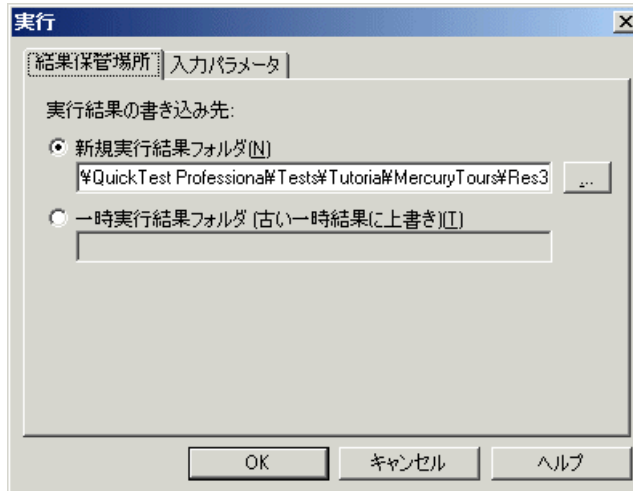 実行
結果保管場所 入力パラメータ
実行結果の書き込み先:
新規実行結果フォルダ(N)
¥QuickTest Professiona¥Tests¥Tutoria¥MercuryTours¥Res3 ...
一時実行結果フォルダ (古い一時結果に上書き)(T)
OK キャンセル ヘルプ